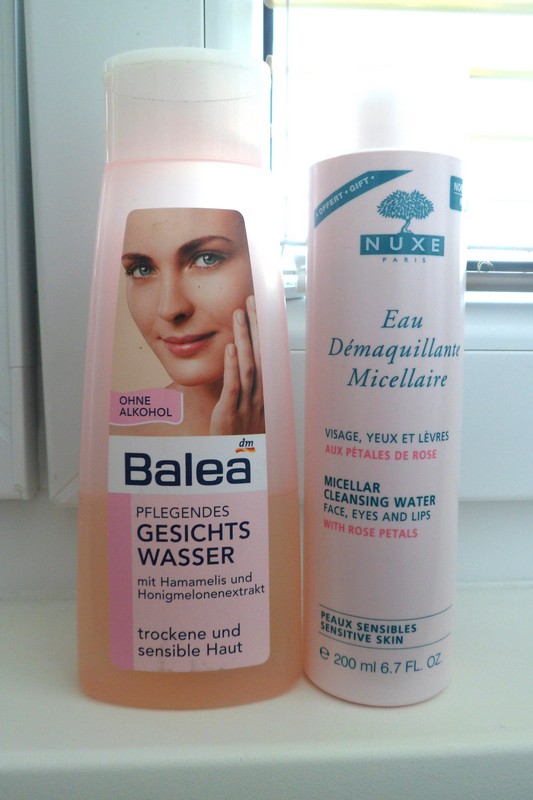 OHNE
ALKOHOL
dm
Balea
PFLEGENDES
GESICHTS
WASSER
mit Hamamelis und
Honigmelonenextrakt
trockene und
sensible Haut
OFFERT • GIFT •
NUXE
PARIS
Eau
Démaquillante
Micellaire
VISAGE, YEUX ET LÈVRES
AUX PÉTALES DE ROSE
MICELLAR
CLEANSING WATER
FACE, EYES AND LIPS
WITH ROSE PETALS
PEAUX SENSIBLES
SENSITIVE SKIN
e 200 ml 6.7 FL. OZ.